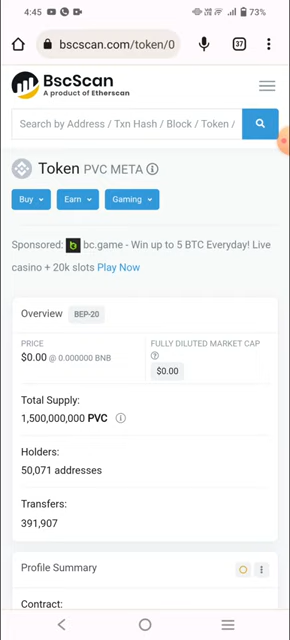 4:45 73%
bscscan.com/token/0 37
BscScan
A product of Etherscan
Search by Address / Txn Hash / Block / Token /
Token PVC META
Buy Earn Gaming
Sponsored: bc.game - Win up to 5 BTC Everyday! Live
casino + 20k slots Play Now
Overview BEP-20
PRICE
$0.00 @ 0.000000 BNB
FULLY DILUTED MARKET CAP
$0.00
Total Supply:
1,500,000,000 PVC
Holders:
50,071 addresses
Transfers:
391,907
Profile Summary
Contract: